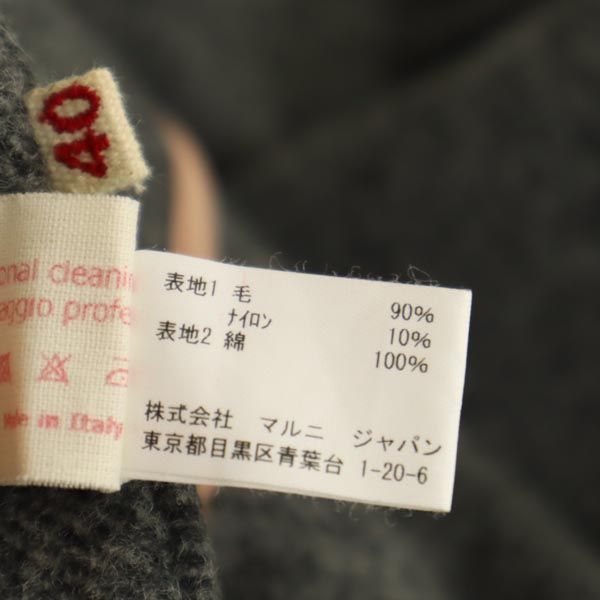 40
onal cleanin
aggio profe
Made in Italy
表地1 毛 90%
ナイロン 10%
表地2 綿 100%
株式会社 マルニ ジャパン
東京都目黒区青葉台 1-20-6